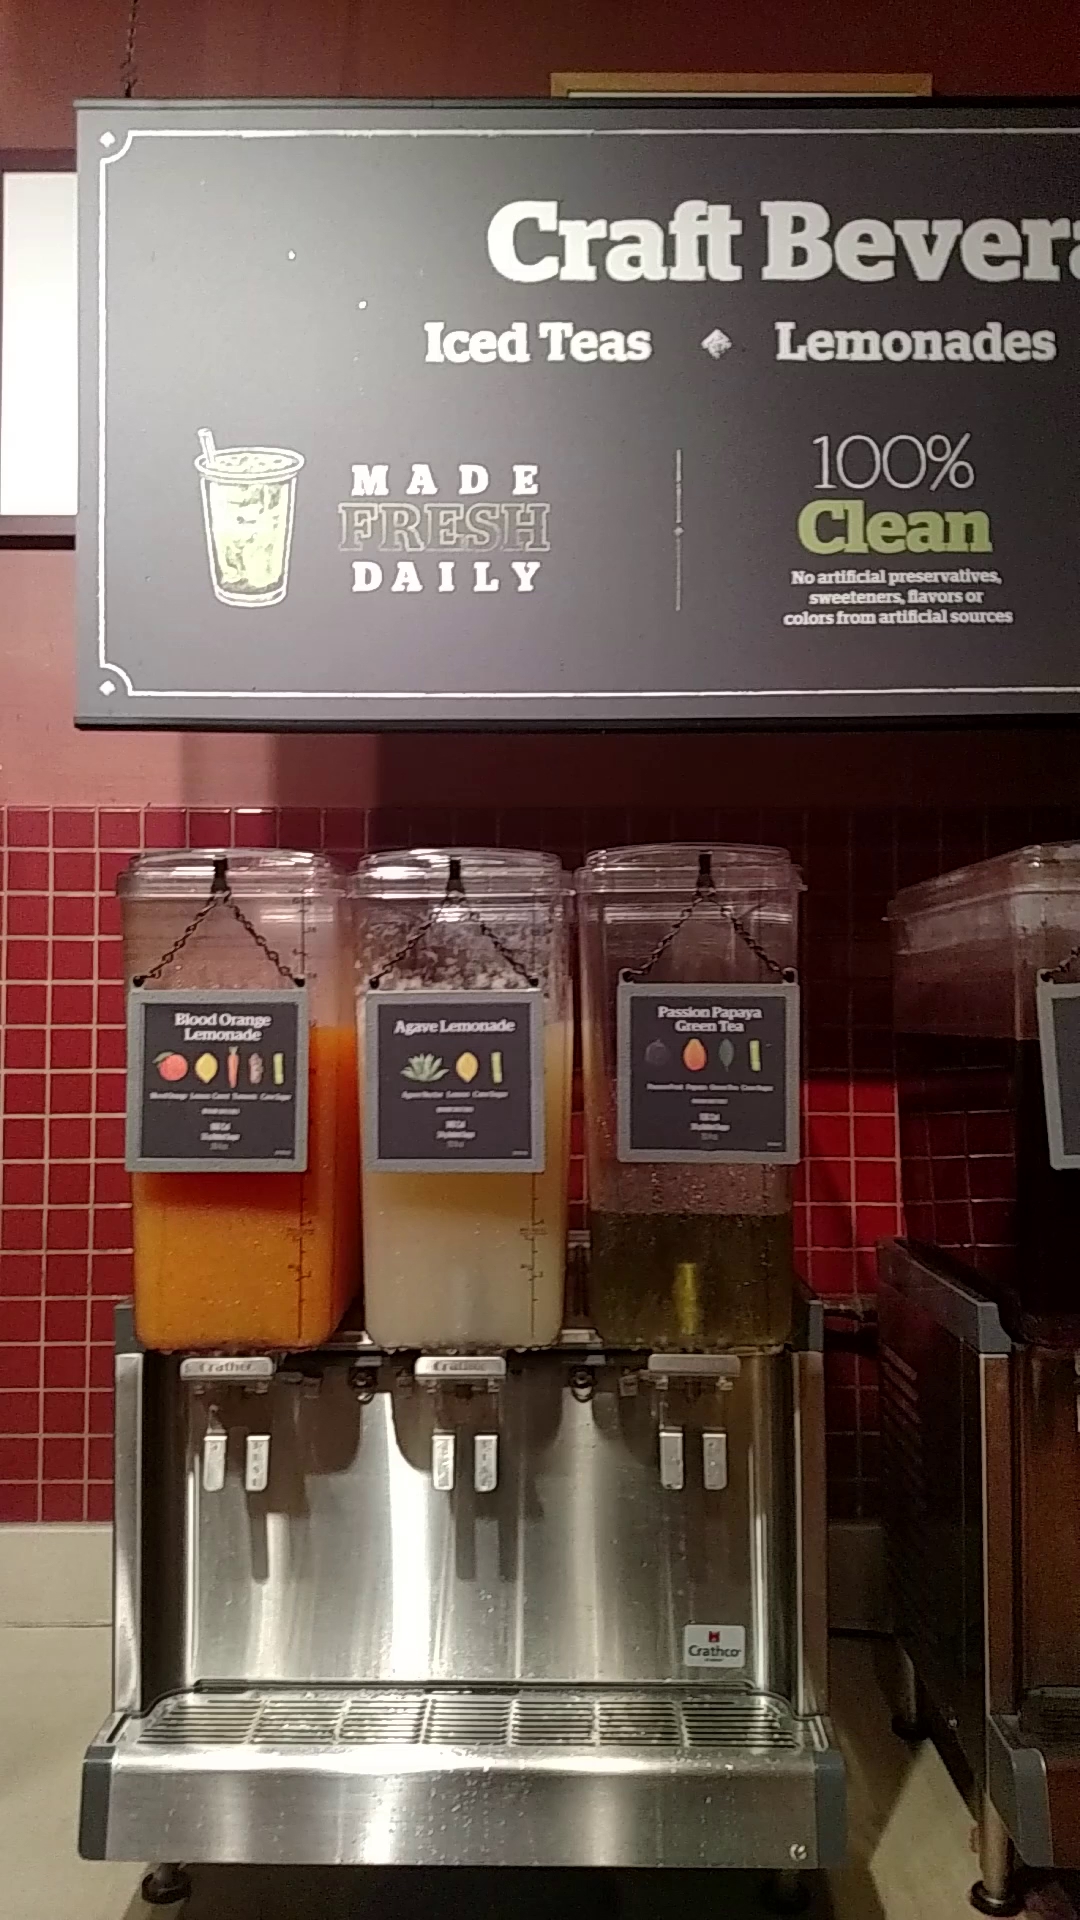 Craft Bevera
Iced Teas Lemonades
MADE
FRESH
DAILY
100%
Clean
No artificial preservatives,
sweeteners, flavors or
colors from artificial sources
Blood Orange
Lemonade
Agave Lemonade
Passion Papaya
Green Tea
Crathco
Crathco